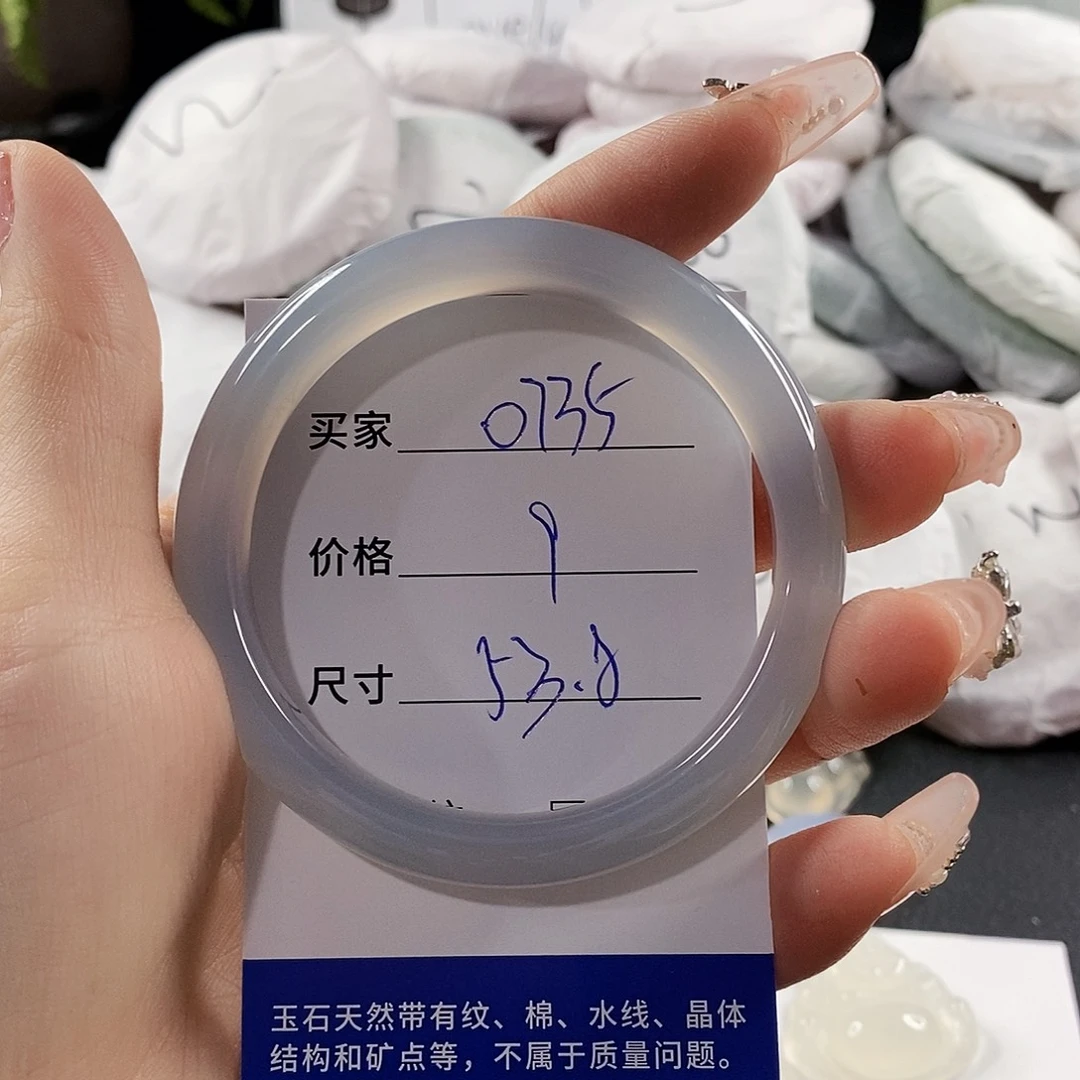 买家 0735
价格 9
尺寸 53.8
玉石天然带有纹、棉、水线、晶体
结构和矿点等，不属于质量问题。